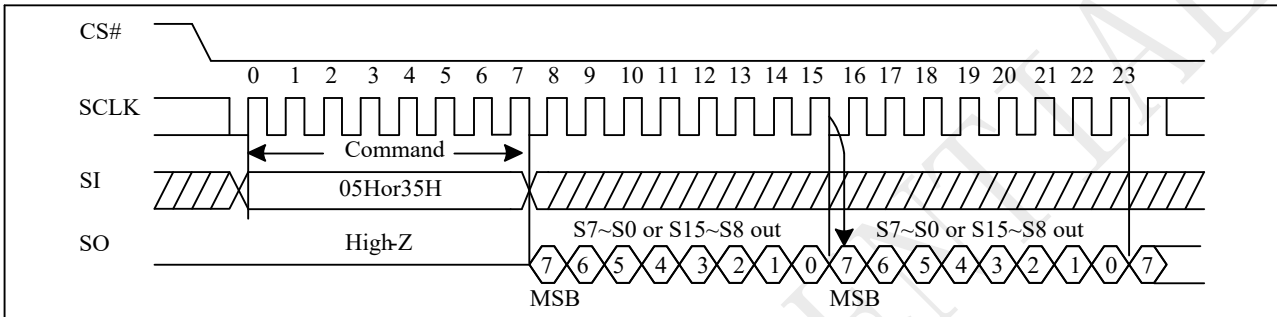 CS#
0 1 2 3 4 5 6 7 8 9 10 11 12 13 14 15 16 17 18 19 20 21 22 23
SCLK
Command
SI
05Hor35H
S7~S0 or S15~S8 out S7~S0 or S15~S8 out
SO
High-Z
7 6 5 4 3 2 1 0 7 6 5 4 3 2 1 0 7
MSB MSB